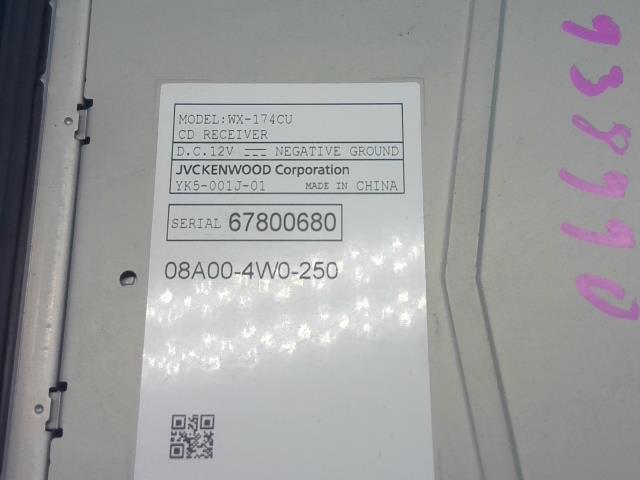 MODEL:WX-174CU
CD RECEIVER
D.C.12V ⎓ NEGATIVE GROUND
JVCKENWOOD Corporation
YK5-001J-01 MADE IN CHINA
SERIAL 67800680
08A00-4W0-250
938990